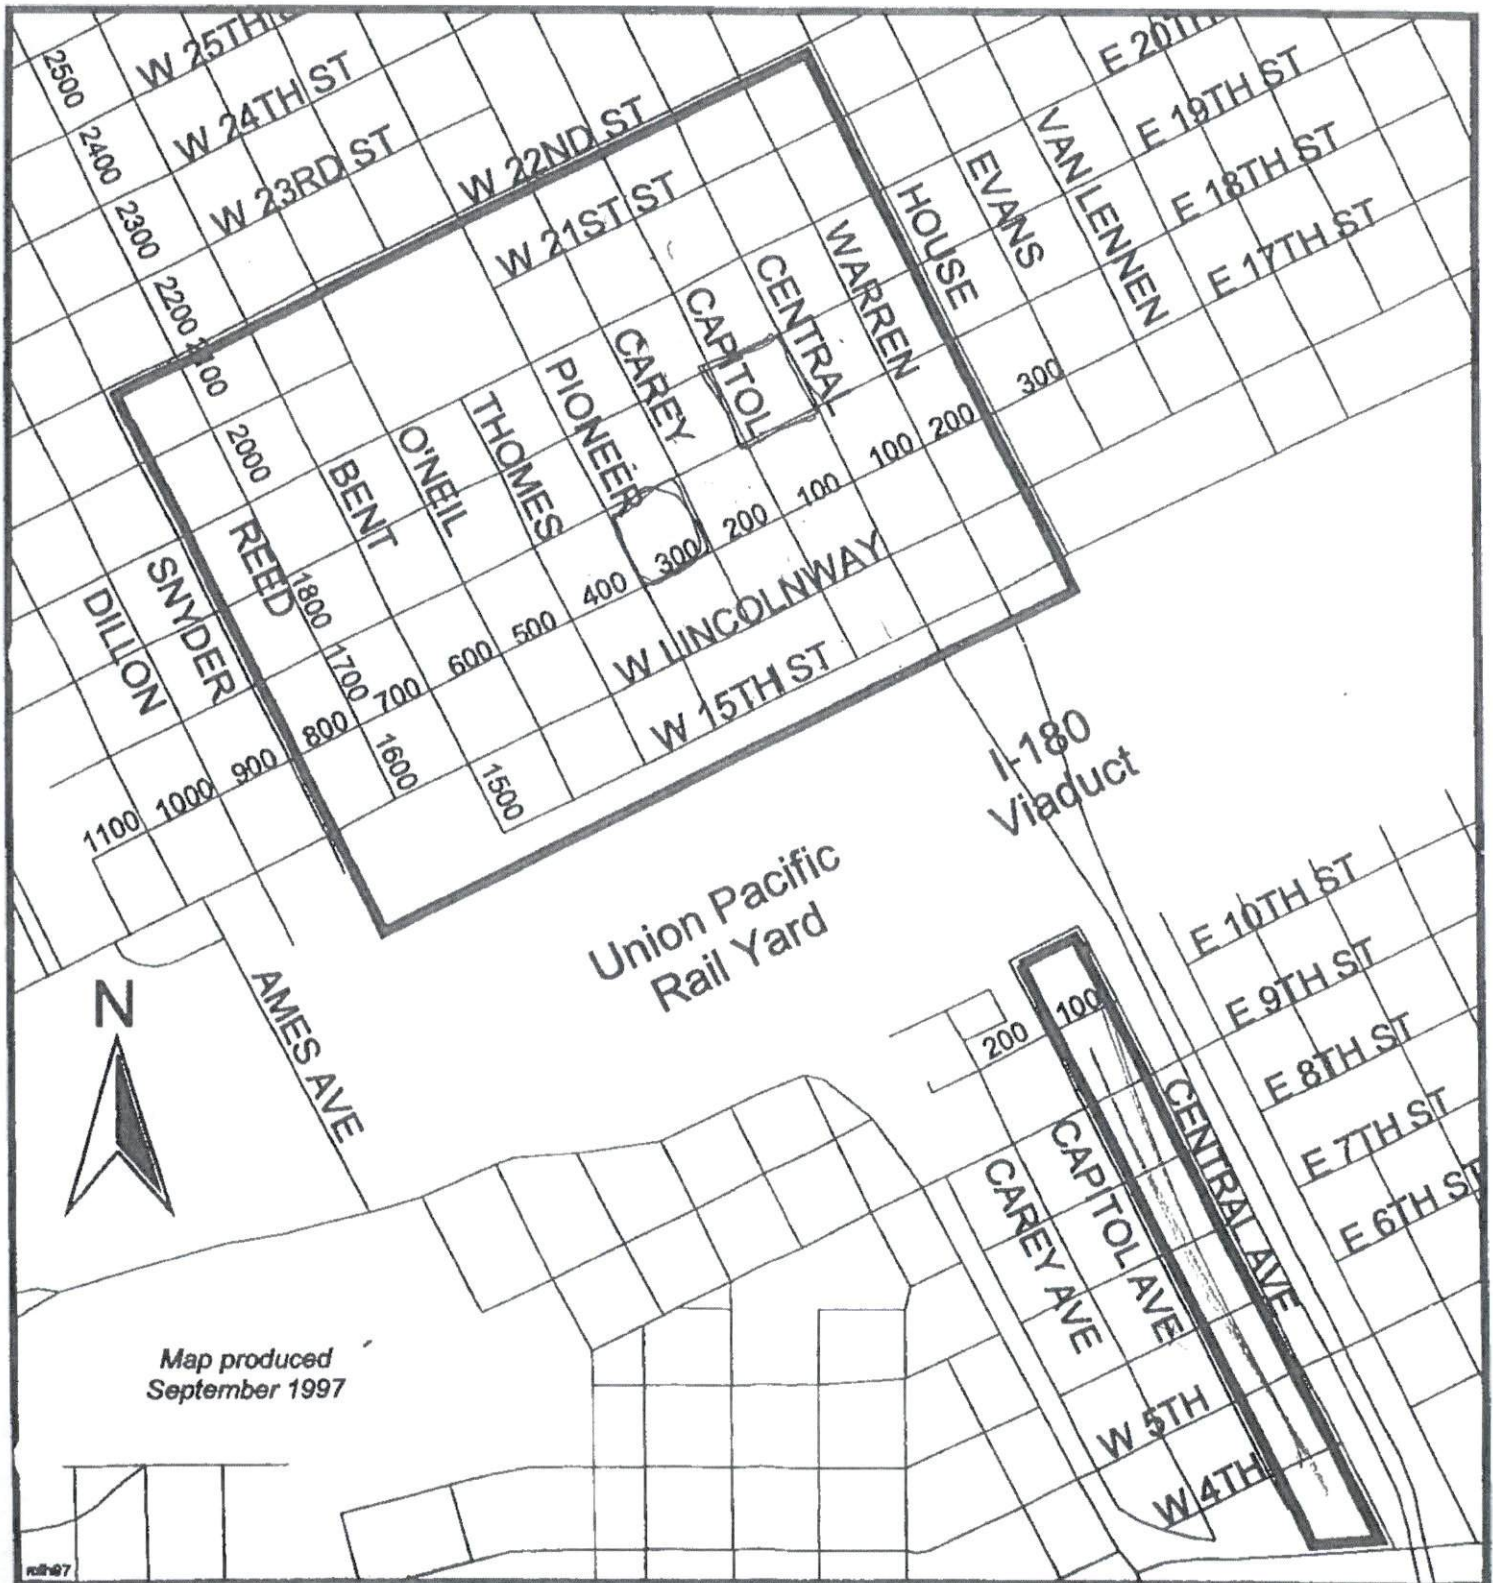 W 25TH
W 24TH ST
W 23RD ST
W 22ND ST
W 21ST ST
2500
2400
2300
2200
2100
2000
1800
1700
1600
1500
E 20TH
E 19TH ST
E 18TH ST
E 17TH ST
VAN LENNEN
EVANS
HOUSE
WARREN
CENTRAL
CAPITOL
CAREY
PIONEER
THOMES
O'NEIL
BENT
REED
SNYDER
DILLON
1100
1000
900
800
700
600
500
400
300
200
100
100
200
300
W LINCOLNWAY
W 15TH ST
I-180
Viaduct
Union Pacific
Rail Yard
AMES AVE
N
E 10TH ST
E 9TH ST
E 8TH ST
E 7TH ST
E 6TH ST
200
100
CENTRAL AVE
CAPITOL AVE
CAREY AVE
W 5TH
W 4TH
Map produced
September 1997